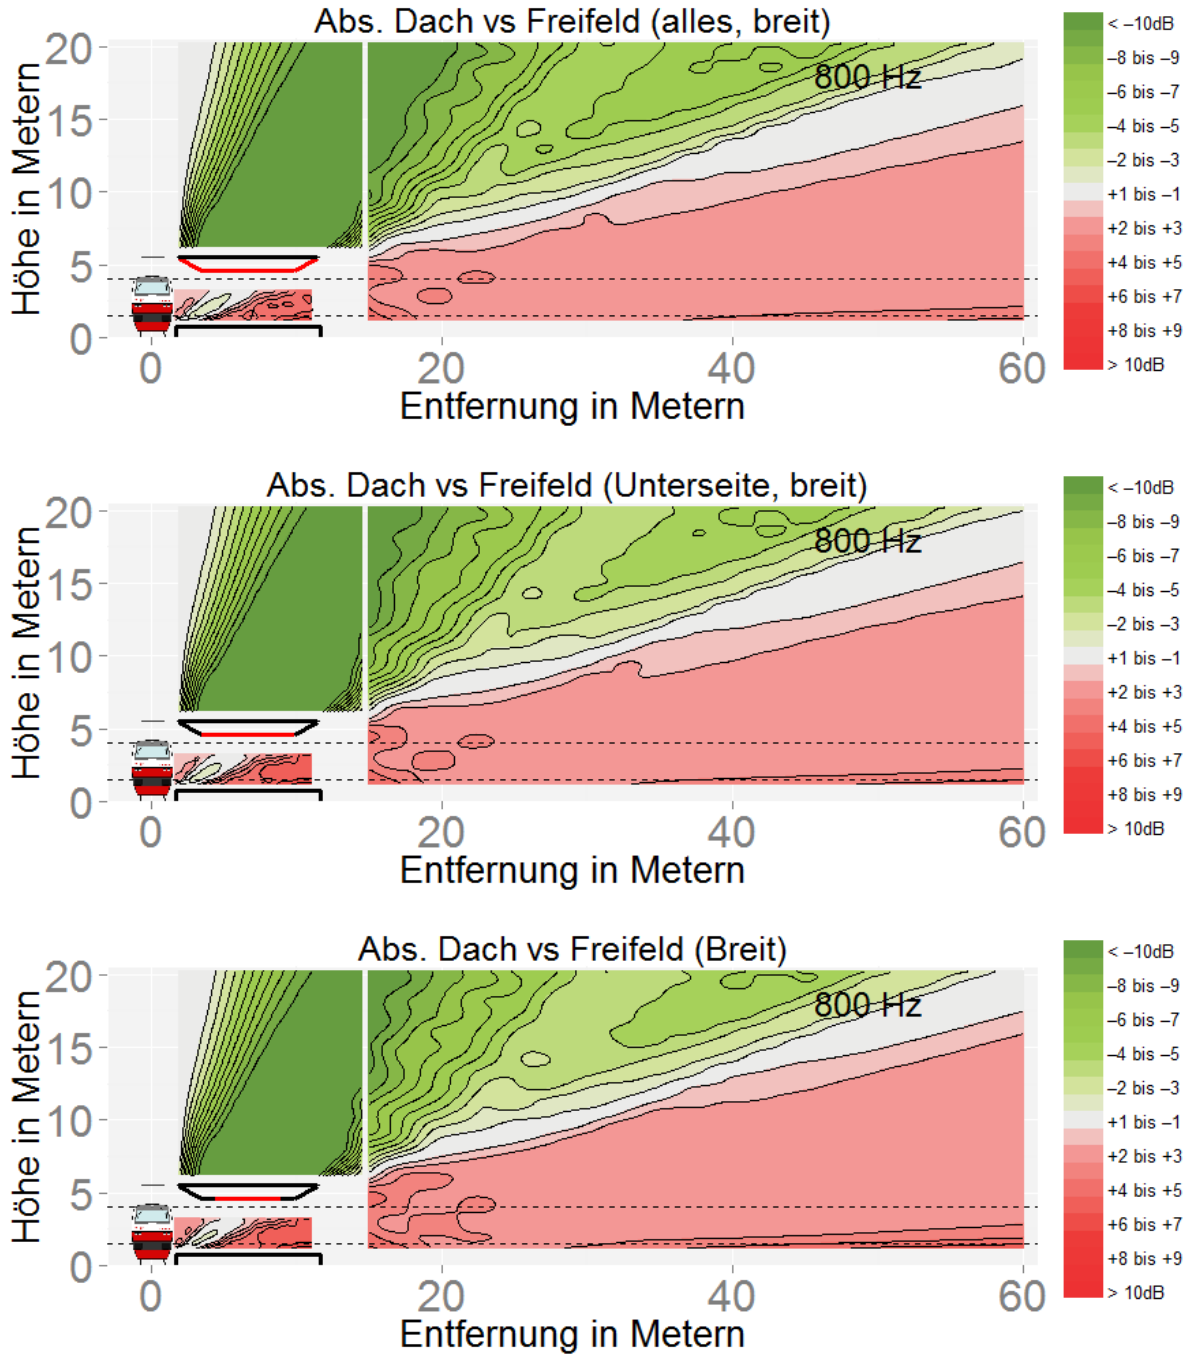 Abs. Dach vs Freifeld (alles, breit)
800 Hz
Höhe in Metern
20
15
10
5
0
0 20 40 60
Entfernung in Metern
< –10dB
–8 bis –9
–6 bis –7
–4 bis –5
–2 bis –3
+1 bis –1
+2 bis +3
+4 bis +5
+6 bis +7
+8 bis +9
> 10dB
Abs. Dach vs Freifeld (Unterseite, breit)
800 Hz
Höhe in Metern
20
15
10
5
0
0 20 40 60
Entfernung in Metern
< –10dB
–8 bis –9
–6 bis –7
–4 bis –5
–2 bis –3
+1 bis –1
+2 bis +3
+4 bis +5
+6 bis +7
+8 bis +9
> 10dB
Abs. Dach vs Freifeld (Breit)
800 Hz
Höhe in Metern
20
15
10
5
0
0 20 40 60
Entfernung in Metern
< –10dB
–8 bis –9
–6 bis –7
–4 bis –5
–2 bis –3
+1 bis –1
+2 bis +3
+4 bis +5
+6 bis +7
+8 bis +9
> 10dB